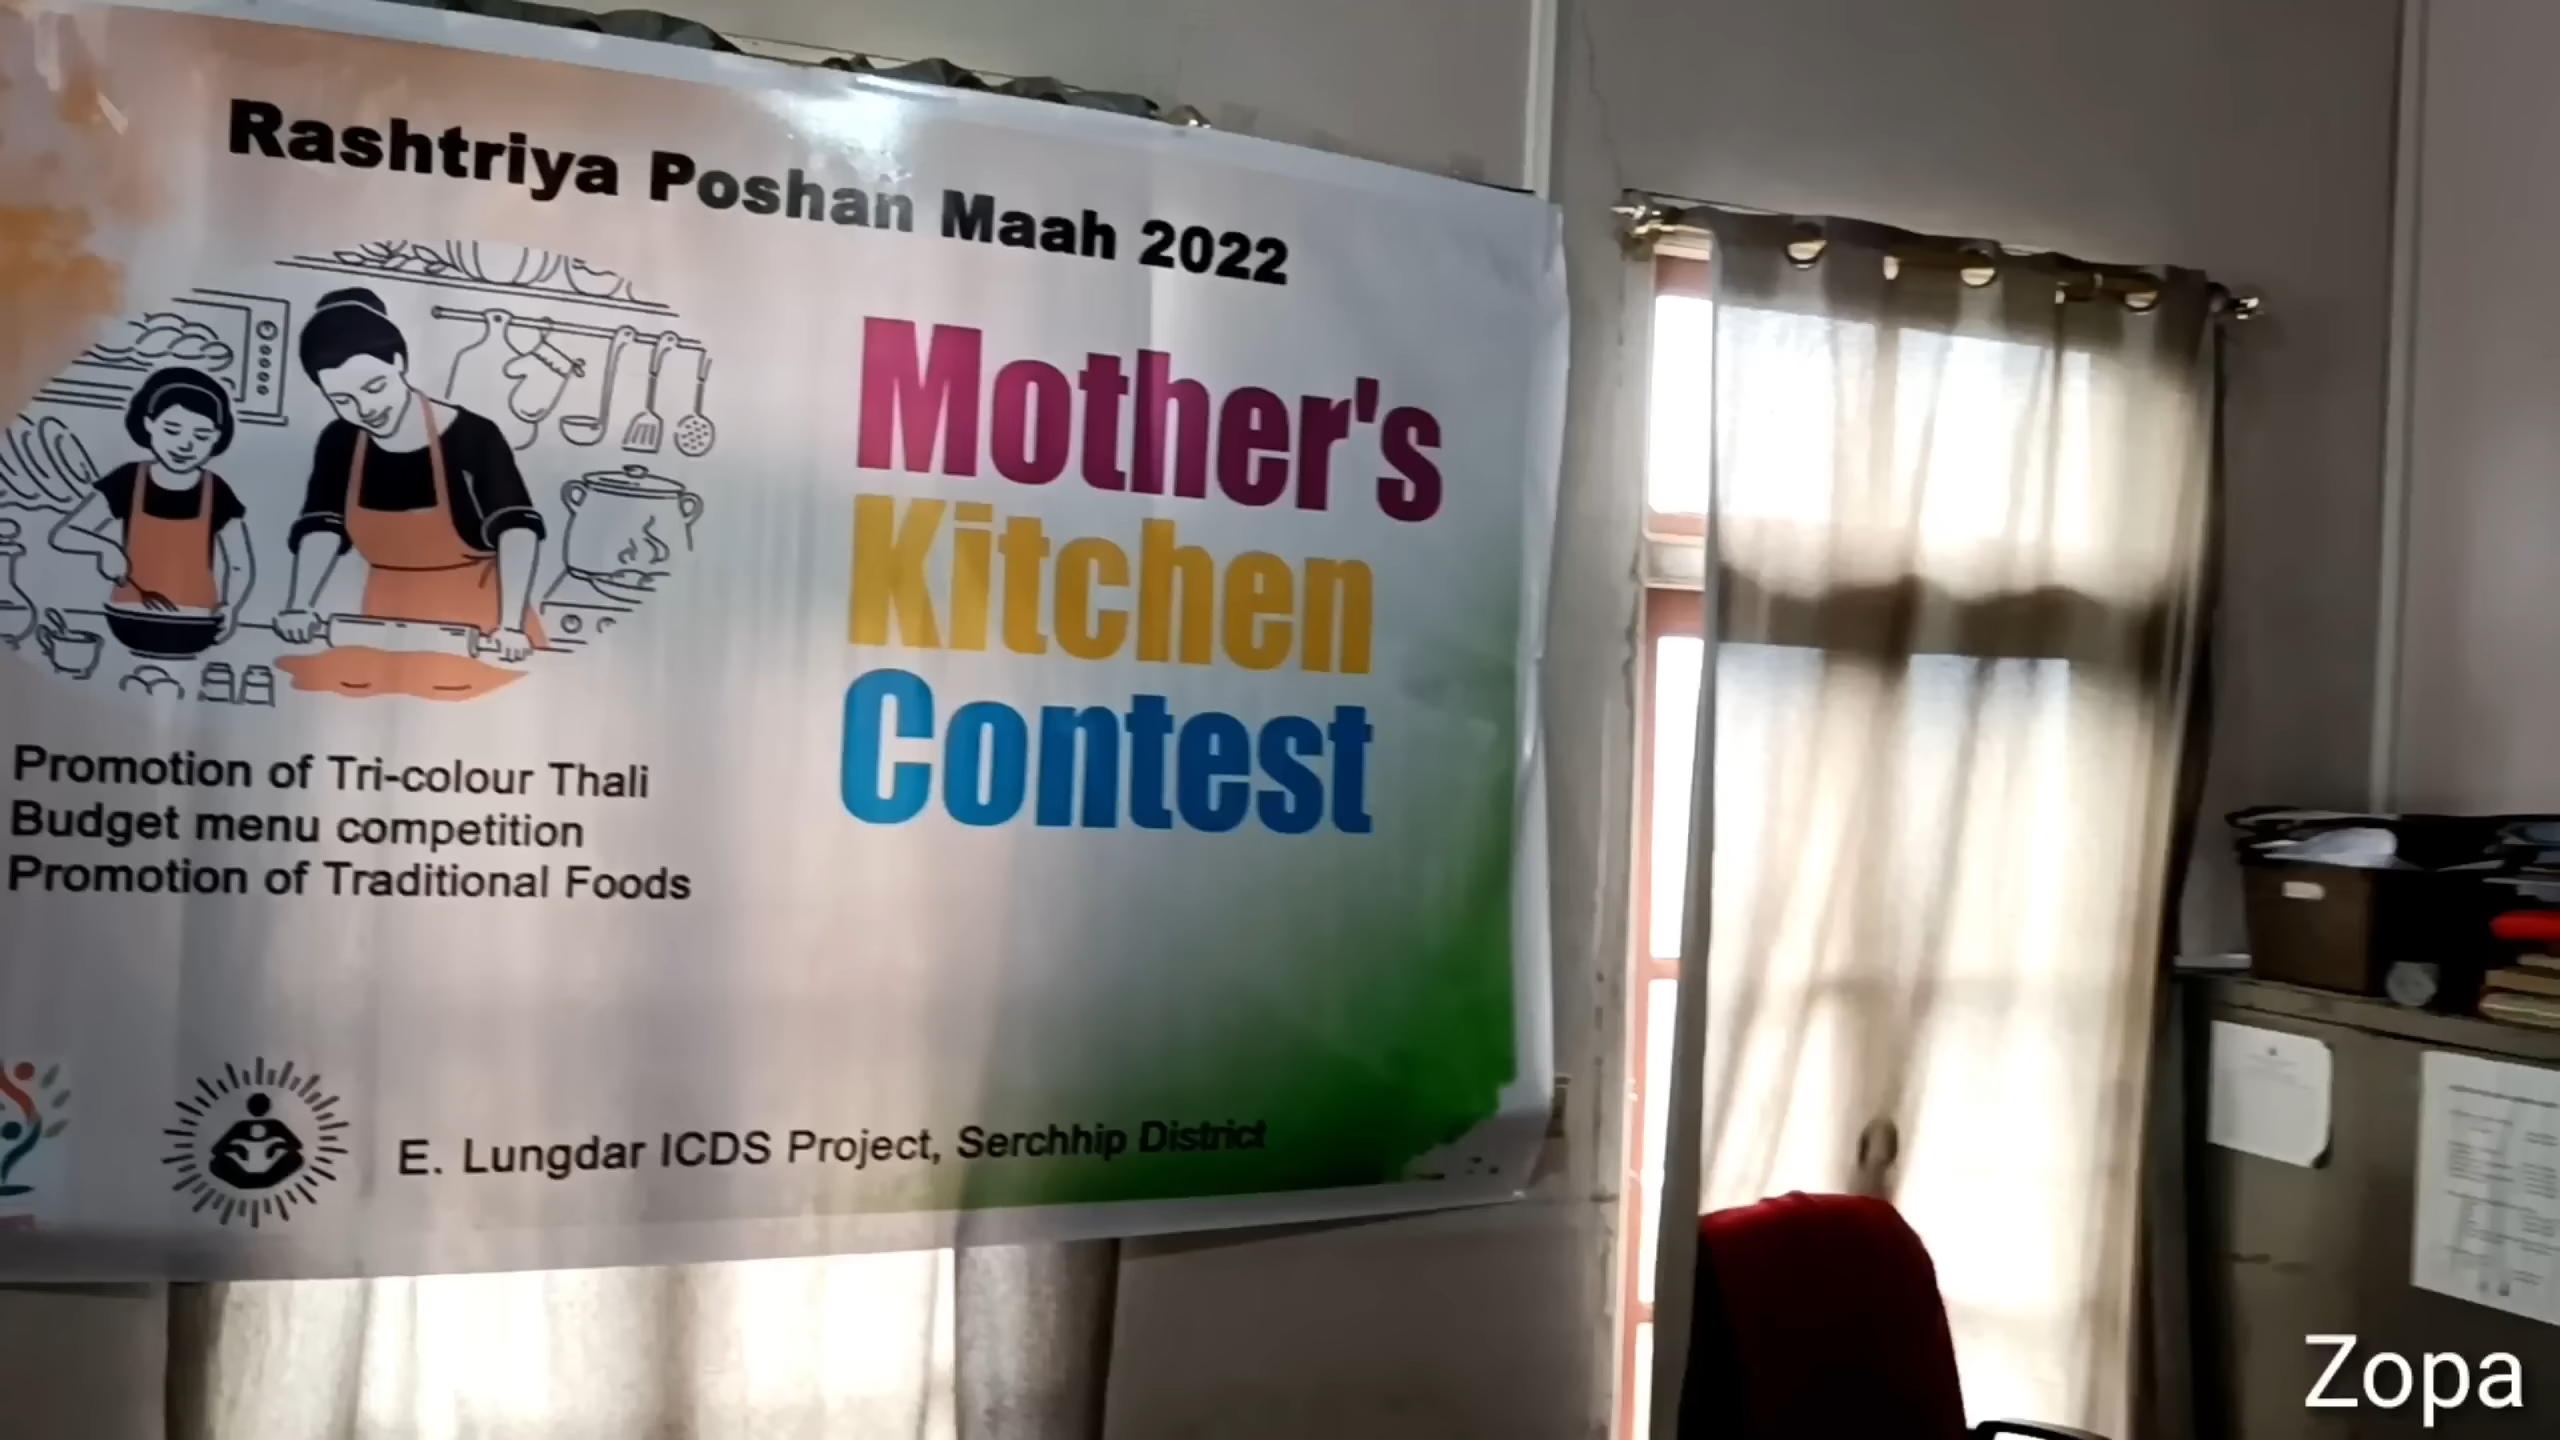 Rashtriya Poshan Maah 2022
Mother's
Kitchen
Contest
Promotion of Tri-colour Thali
Budget menu competition
Promotion of Traditional Foods
E. Lungdar ICDS Project, Serchhip District
Zopa